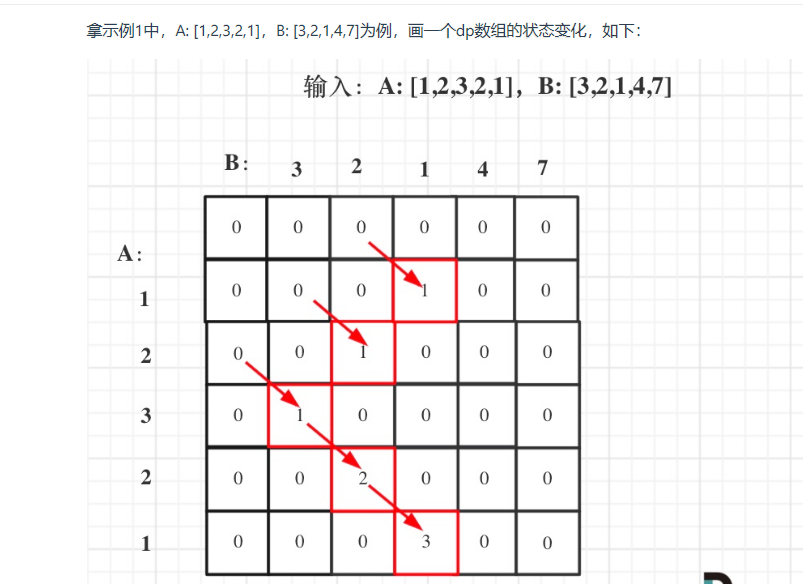 拿示例1中，A: [1,2,3,2,1]，B: [3,2,1,4,7]为例，画一个dp数组的状态变化，如下：
输入：A: [1,2,3,2,1]，B: [3,2,1,4,7]
B: 3 2 1 4 7
0 0 0 0 0 0
A:
1 0 0 0 1 0 0
2 0 0 1 0 0 0
3 0 1 0 0 0 0
2 0 0 2 0 0 0
1 0 0 0 3 0 0